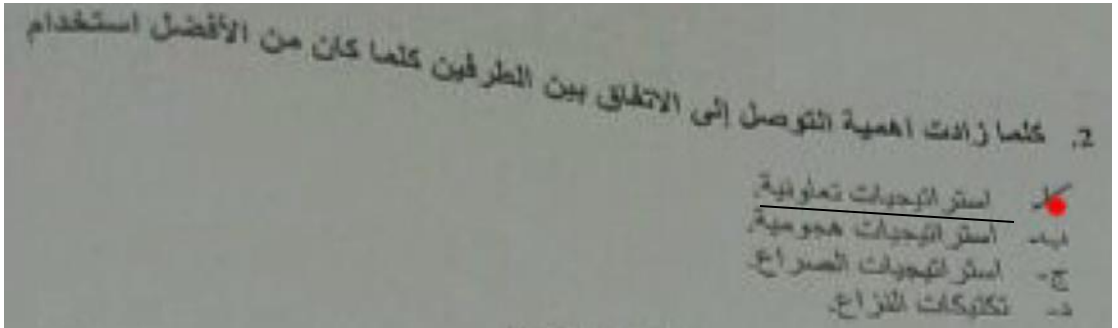 2. كلما زادت اهمية التوصل إلى الاتفاق بين الطرفين كلما كان من الأفضل استخدام
أ- استراتيجيات تعاونية.
ب- استراتيجيات هجومية.
ج- استراتيجيات الصراع.
د- تكتيكات النزاع.